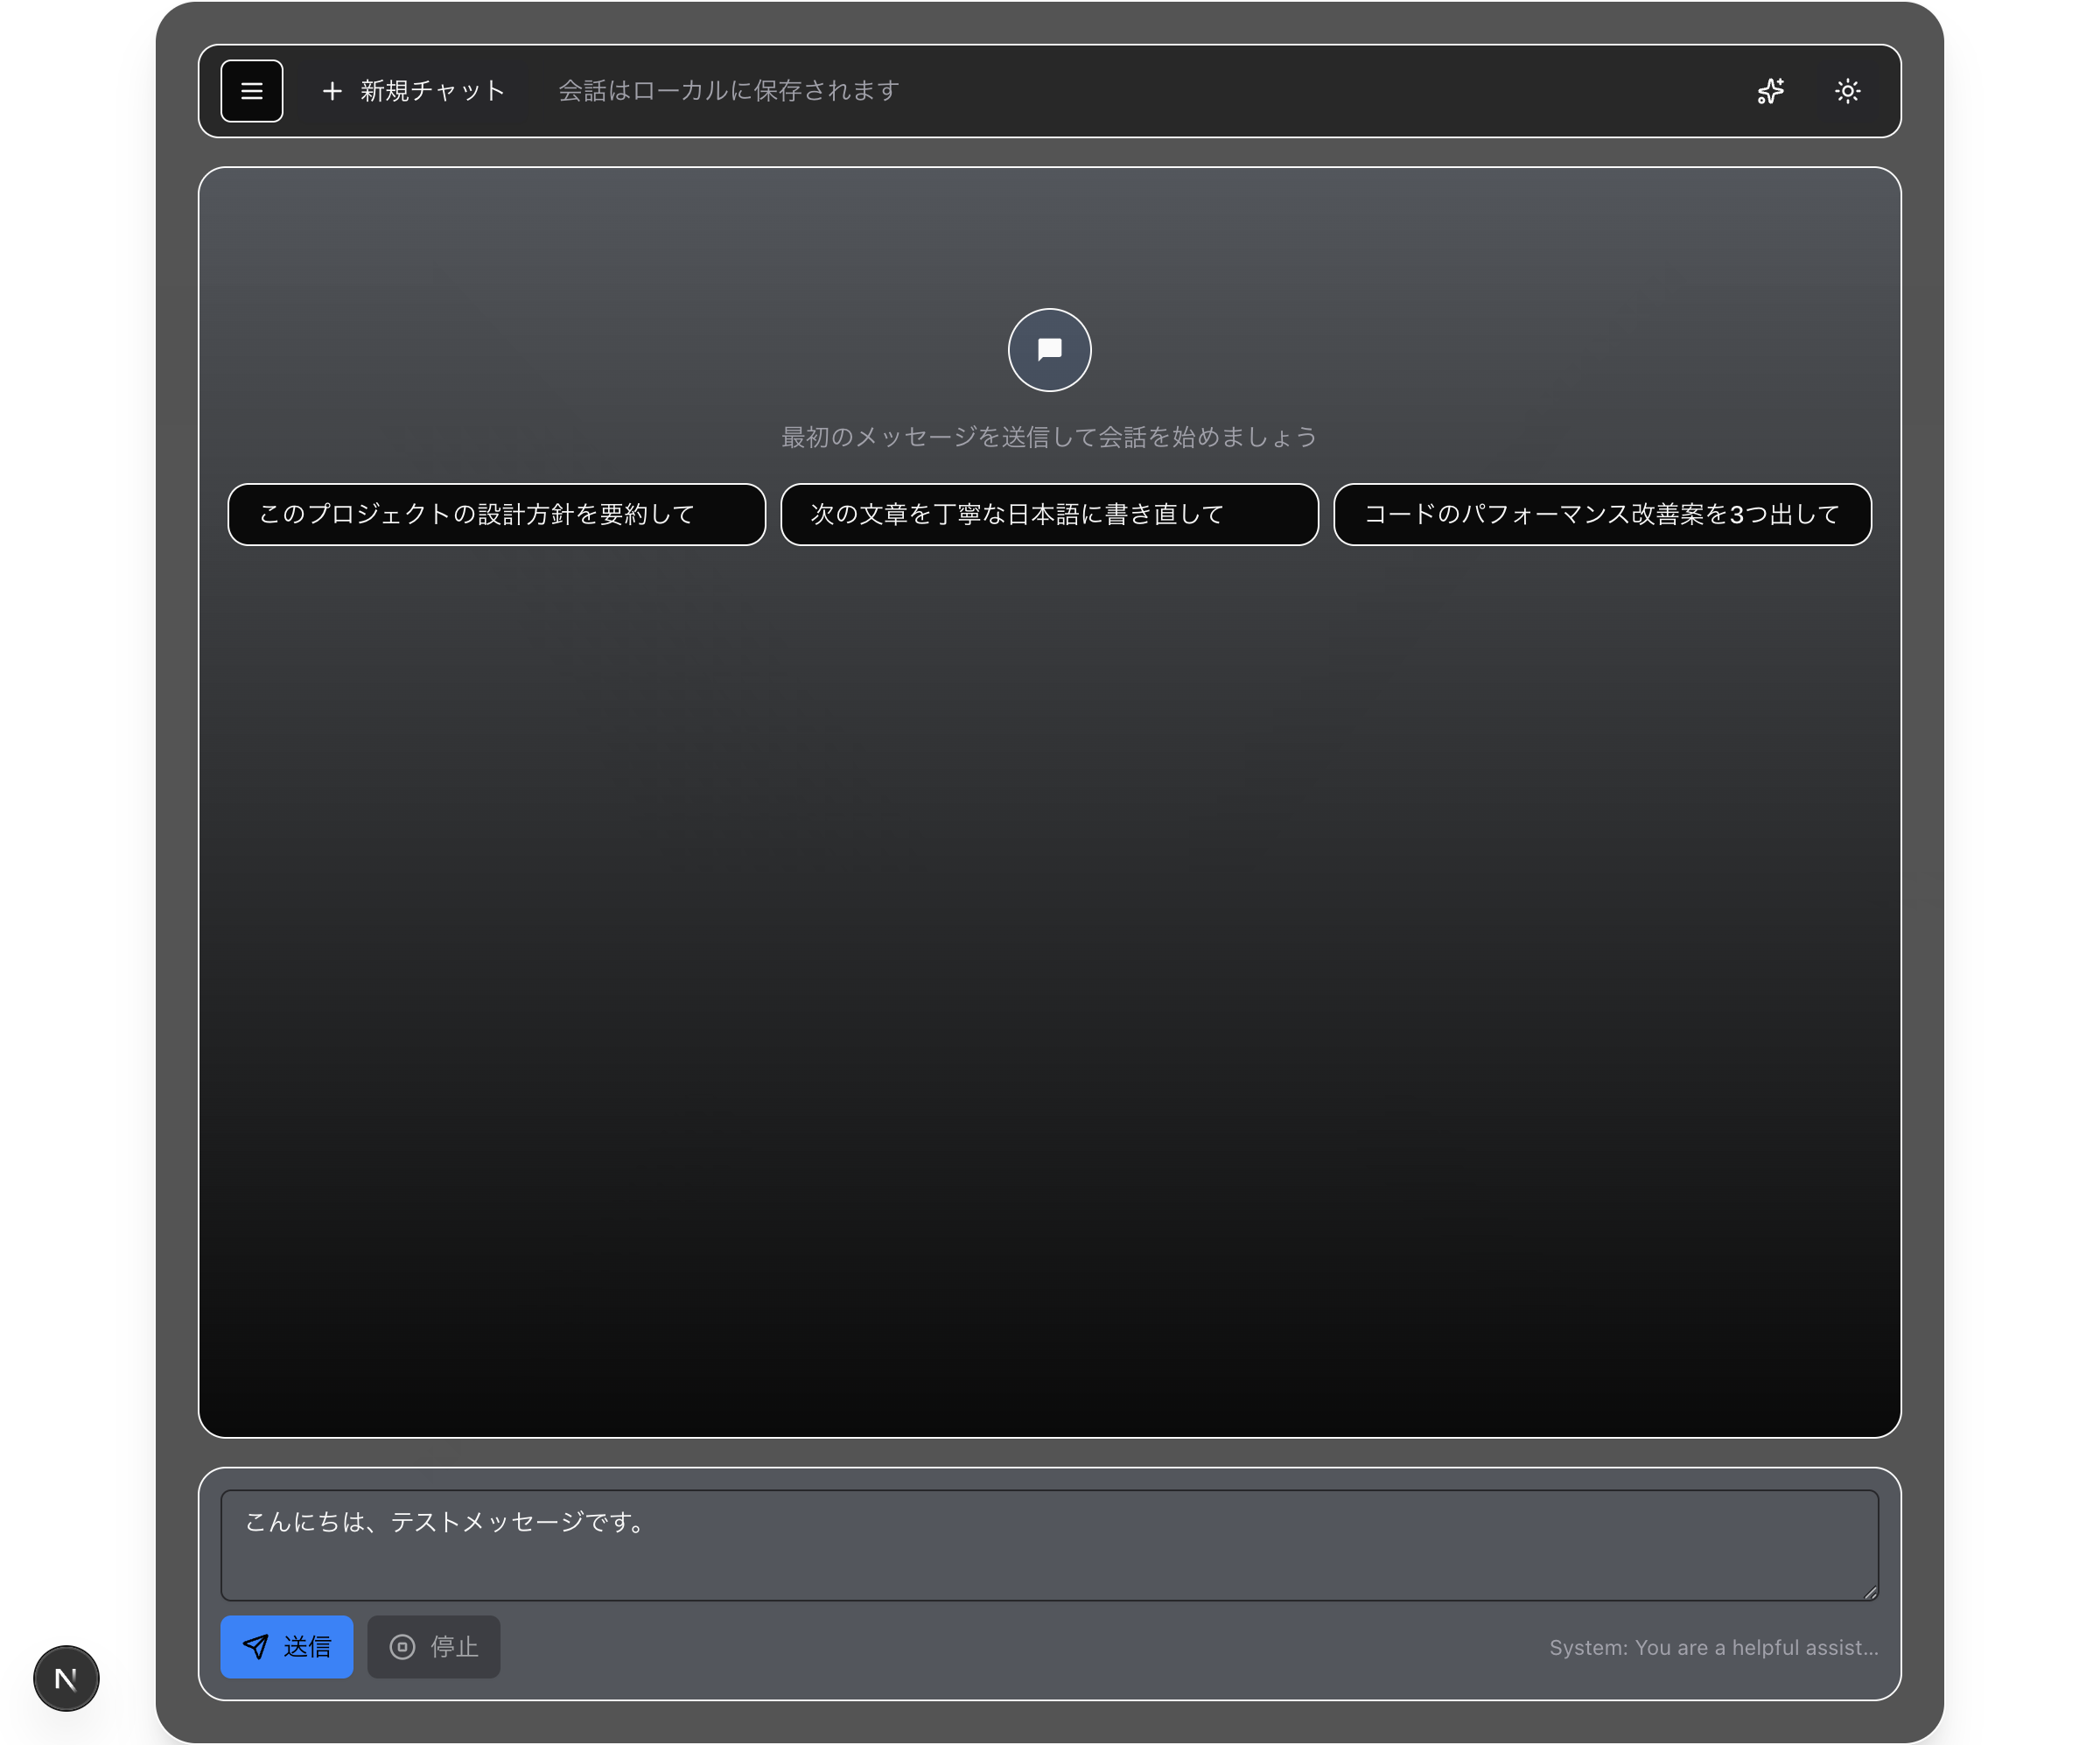 新規チャット
会話はローカルに保存されます
最初のメッセージを送信して会話を始めましょう
このプロジェクトの設計方針を要約して
次の文章を丁寧な日本語に書き直して
コードのパフォーマンス改善案を3つ出して
こんにちは、テストメッセージです。
送信
停止
System: You are a helpful assist...
N